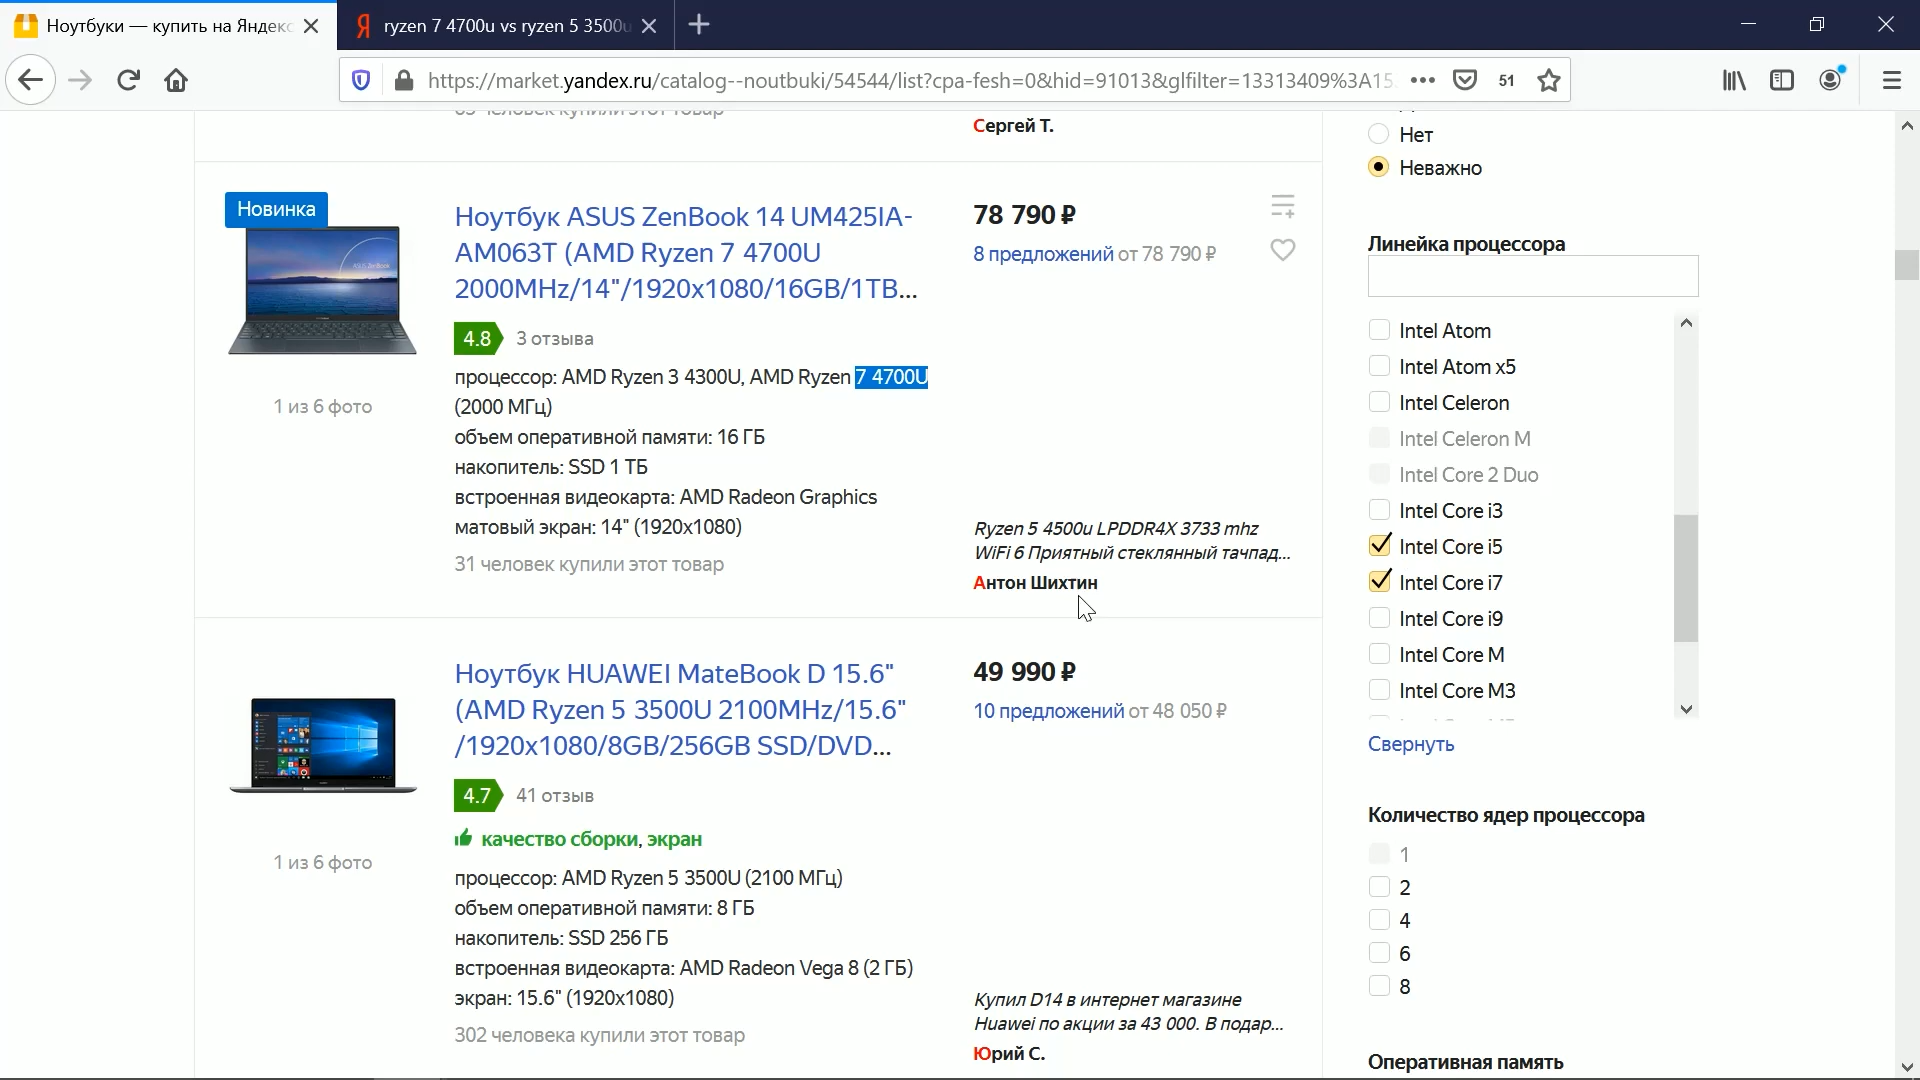 Ноутбуки — купить на Яндекс
ryzen 7 4700u vs ryzen 5 3500u
https://market.yandex.ru/catalog--noutbuki/54544/list?cpa-fesh=0&hid=91013&glfilter=13313409%3A15
51
Сергей Т.
Новинка
1 из 6 фото
Ноутбук ASUS ZenBook 14 UM425IA-
AM063T (AMD Ryzen 7 4700U
2000MHz/14"/1920x1080/16GB/1TB...
4.8 3 отзыва
процессор: AMD Ryzen 3 4300U, AMD Ryzen 7 4700U
(2000 МГц)
объем оперативной памяти: 16 ГБ
накопитель: SSD 1 ТБ
встроенная видеокарта: AMD Radeon Graphics
матовый экран: 14" (1920x1080)
31 человек купили этот товар
78 790 ₽
8 предложений от 78 790 ₽
Ryzen 5 4500u LPDDR4X 3733 mhz
WiFi 6 Приятный стеклянный тачпад...
Антон Шихтин
1 из 6 фото
Ноутбук HUAWEI MateBook D 15.6"
(AMD Ryzen 5 3500U 2100MHz/15.6"
/1920x1080/8GB/256GB SSD/DVD...
4.7 41 отзыв
качество сборки, экран
процессор: AMD Ryzen 5 3500U (2100 МГц)
объем оперативной памяти: 8 ГБ
накопитель: SSD 256 ГБ
встроенная видеокарта: AMD Radeon Vega 8 (2 ГБ)
экран: 15.6" (1920x1080)
302 человека купили этот товар
49 990 ₽
10 предложений от 48 050 ₽
Купил D14 в интернет магазине
Huawei по акции за 43 000. В подар...
Юрий С.
Нет
Неважно
Линейка процессора
Intel Atom
Intel Atom x5
Intel Celeron
Intel Celeron M
Intel Core 2 Duo
Intel Core i3
Intel Core i5
Intel Core i7
Intel Core i9
Intel Core M
Intel Core M3
Свернуть
Количество ядер процессора
1
2
4
6
8
Оперативная память